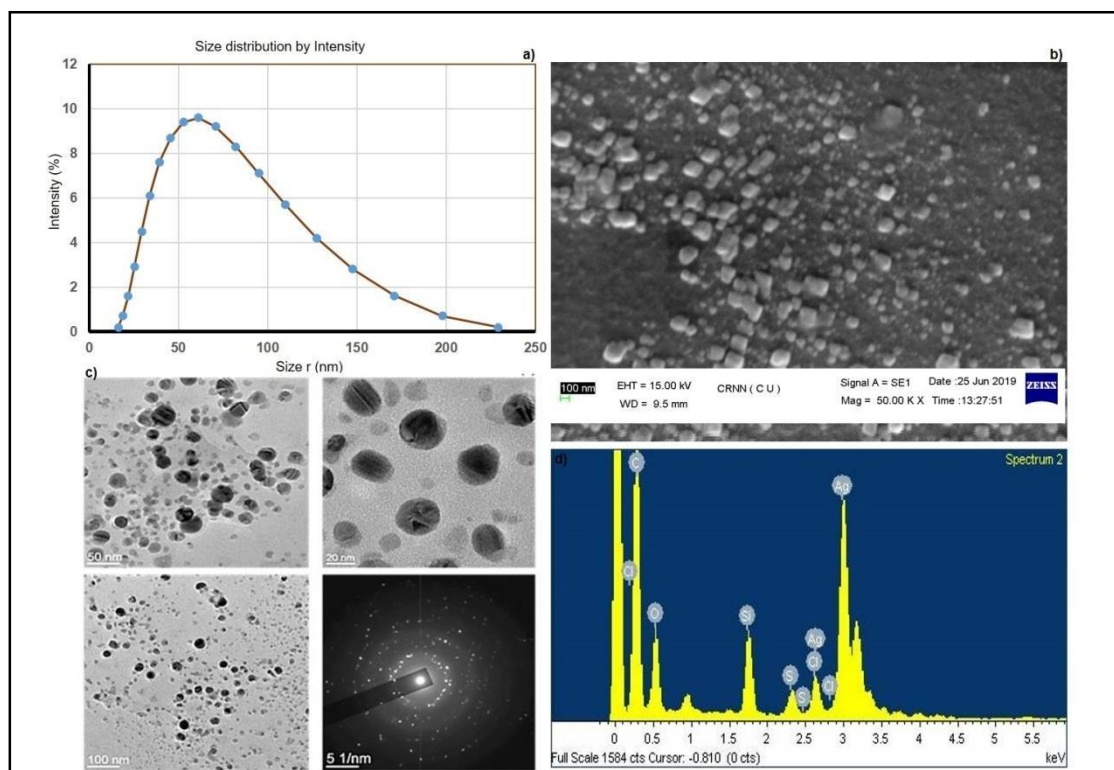 Size distribution by Intensity
a)
12
10
8
6
4
2
0
Intensity (%)
0 50 100 150 200 250
Size r (nm)
b)
100 nm
EHT = 15.00 kV
WD = 9.5 mm
CRNN ( C U )
Signal A = SE1 Date :25 Jun 2019
Mag = 50.00 K X Time :13:27:51
ZEISS
c)
50 nm
20 nm
100 nm
5 1/nm
d)
Spectrum 2
C
Ag
Cl
O
Si
Ag
S
Cl
S
Cl
0 0.5 1 1.5 2 2.5 3 3.5 4 4.5 5 5.5
Full Scale 1584 cts Cursor: -0.810 (0 cts) keV